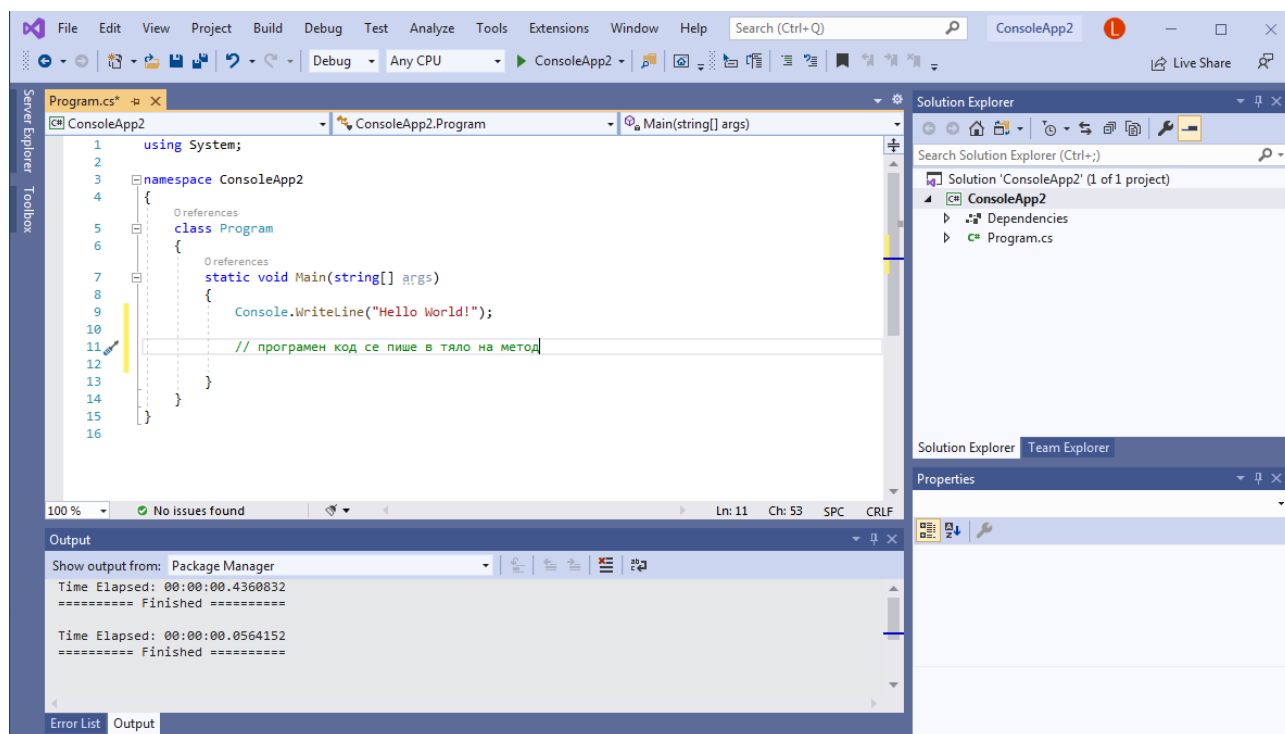 File Edit View Project Build Debug Test Analyze Tools Extensions Window Help Search (Ctrl+Q) ConsoleApp2 L
Debug Any CPU ConsoleApp2 Live Share
Server Explorer
Toolbox
Program.cs*
C# ConsoleApp2 ConsoleApp2.Program Main(string[] args)
1 using System;
2
3 namespace ConsoleApp2
4 {
0 references
5 class Program
6 {
0 references
7 static void Main(string[] args)
8 {
9 Console.WriteLine("Hello World!");
10
11 // програмен код се пише в тяло на метод
12
13 }
14 }
15 }
16
100 % No issues found Ln: 11 Ch: 53 SPC CRLF
Output
Show output from: Package Manager
Time Elapsed: 00:00:00.4360832
========== Finished ==========
Time Elapsed: 00:00:00.0564152
========== Finished ==========
Error List Output
Solution Explorer
Search Solution Explorer (Ctrl+;)
Solution 'ConsoleApp2' (1 of 1 project)
C# ConsoleApp2
Dependencies
C# Program.cs
Solution Explorer Team Explorer
Properties